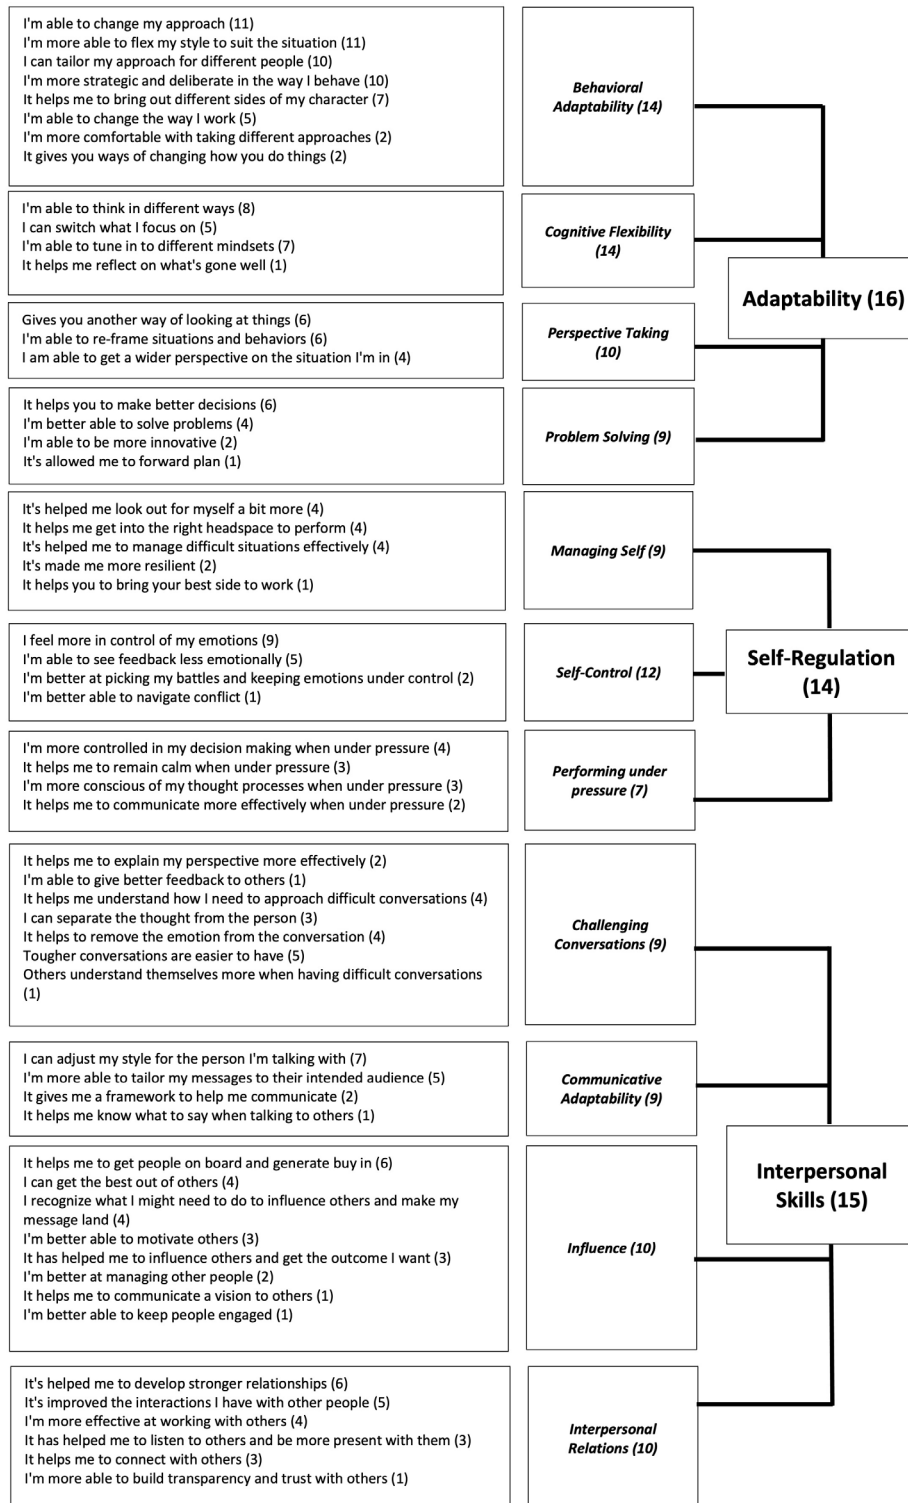 I'm able to change my approach (11)
I'm more able to flex my style to suit the situation (11)
I can tailor my approach for different people (10)
I'm more strategic and deliberate in the way I behave (10)
It helps me to bring out different sides of my character (7)
I'm able to change the way I work (5)
I'm more comfortable with taking different approaches (2)
It gives you ways of changing how you do things (2)
Behavioral
Adaptability (14)
I'm able to think in different ways (8)
I can switch what I focus on (5)
I'm able to tune in to different mindsets (7)
It helps me reflect on what's gone well (1)
Cognitive Flexibility
(14)
Adaptability (16)
Gives you another way of looking at things (6)
I'm able to re-frame situations and behaviors (6)
I am able to get a wider perspective on the situation I'm in (4)
Perspective Taking
(10)
It helps you to make better decisions (6)
I'm better able to solve problems (4)
I'm able to be more innovative (2)
It's allowed me to forward plan (1)
Problem Solving (9)
It's helped me look out for myself a bit more (4)
It helps me get into the right headspace to perform (4)
It's helped me to manage difficult situations effectively (4)
It's made me more resilient (2)
It helps you to bring your best side to work (1)
Managing Self (9)
I feel more in control of my emotions (9)
I'm able to see feedback less emotionally (5)
I'm better at picking my battles and keeping emotions under control (2)
I'm better able to navigate conflict (1)
Self-Control (12)
Self-Regulation
(14)
I'm more controlled in my decision making when under pressure (4)
It helps me to remain calm when under pressure (3)
I'm more conscious of my thought processes when under pressure (3)
It helps me to communicate more effectively when under pressure (2)
Performing under
pressure (7)
It helps me to explain my perspective more effectively (2)
I'm able to give better feedback to others (1)
It helps me understand how I need to approach difficult conversations (4)
I can separate the thought from the person (3)
It helps to remove the emotion from the conversation (4)
Tougher conversations are easier to have (5)
Others understand themselves more when having difficult conversations
(1)
Challenging
Conversations (9)
I can adjust my style for the person I'm talking with (7)
I'm more able to tailor my messages to their intended audience (5)
It gives me a framework to help me communicate (2)
It helps me know what to say when talking to others (1)
Communicative
Adaptability (9)
Interpersonal
Skills (15)
It helps me to get people on board and generate buy in (6)
I can get the best out of others (4)
I recognize what I might need to do to influence others and make my
message land (4)
I'm better able to motivate others (3)
It has helped me to influence others and get the outcome I want (3)
I'm better at managing other people (2)
It helps me to communicate a vision to others (1)
I'm better able to keep people engaged (1)
Influence (10)
It's helped me to develop stronger relationships (6)
It's improved the interactions I have with other people (5)
I'm more effective at working with others (4)
It has helped me to listen to others and be more present with them (3)
It helps me to connect with others (3)
I'm more able to build transparency and trust with others (1)
Interpersonal
Relations (10)